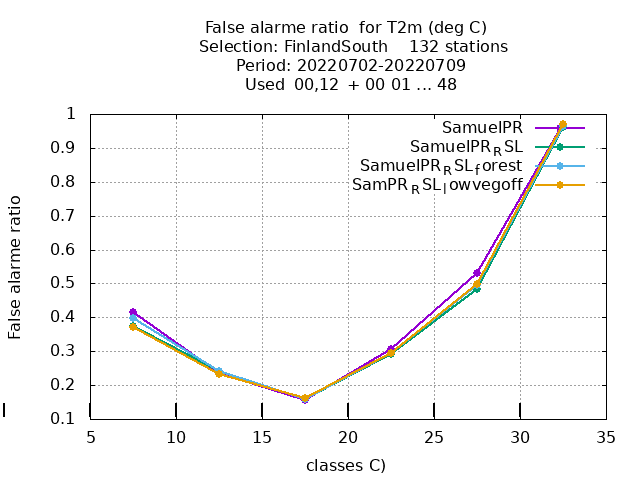 False alarme ratio for T2m (deg C)
Selection: FinlandSouth 132 stations
Period: 20220702-20220709
Used 00,12 + 00 01 ... 48
1
0.9
0.8
0.7
0.6
0.5
0.4
0.3
0.2
0.1
False alarme ratio
SamuelPR
SamuelPR_RSL
SamuelPR_RSL_forest
SamPR_RSL_lowvegoff
5 10 15 20 25 30 35
classes C)